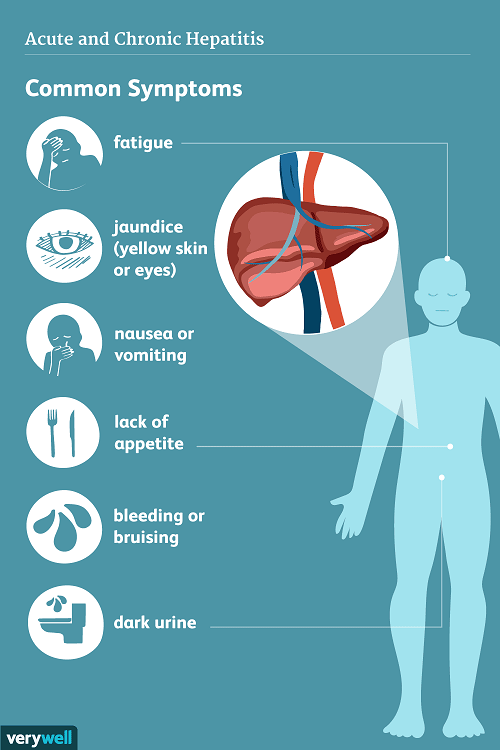 Acute and Chronic Hepatitis
Common Symptoms
fatigue
jaundice
(yellow skin
or eyes)
nausea or
vomiting
lack of
appetite
bleeding or
bruising
dark urine
verywell